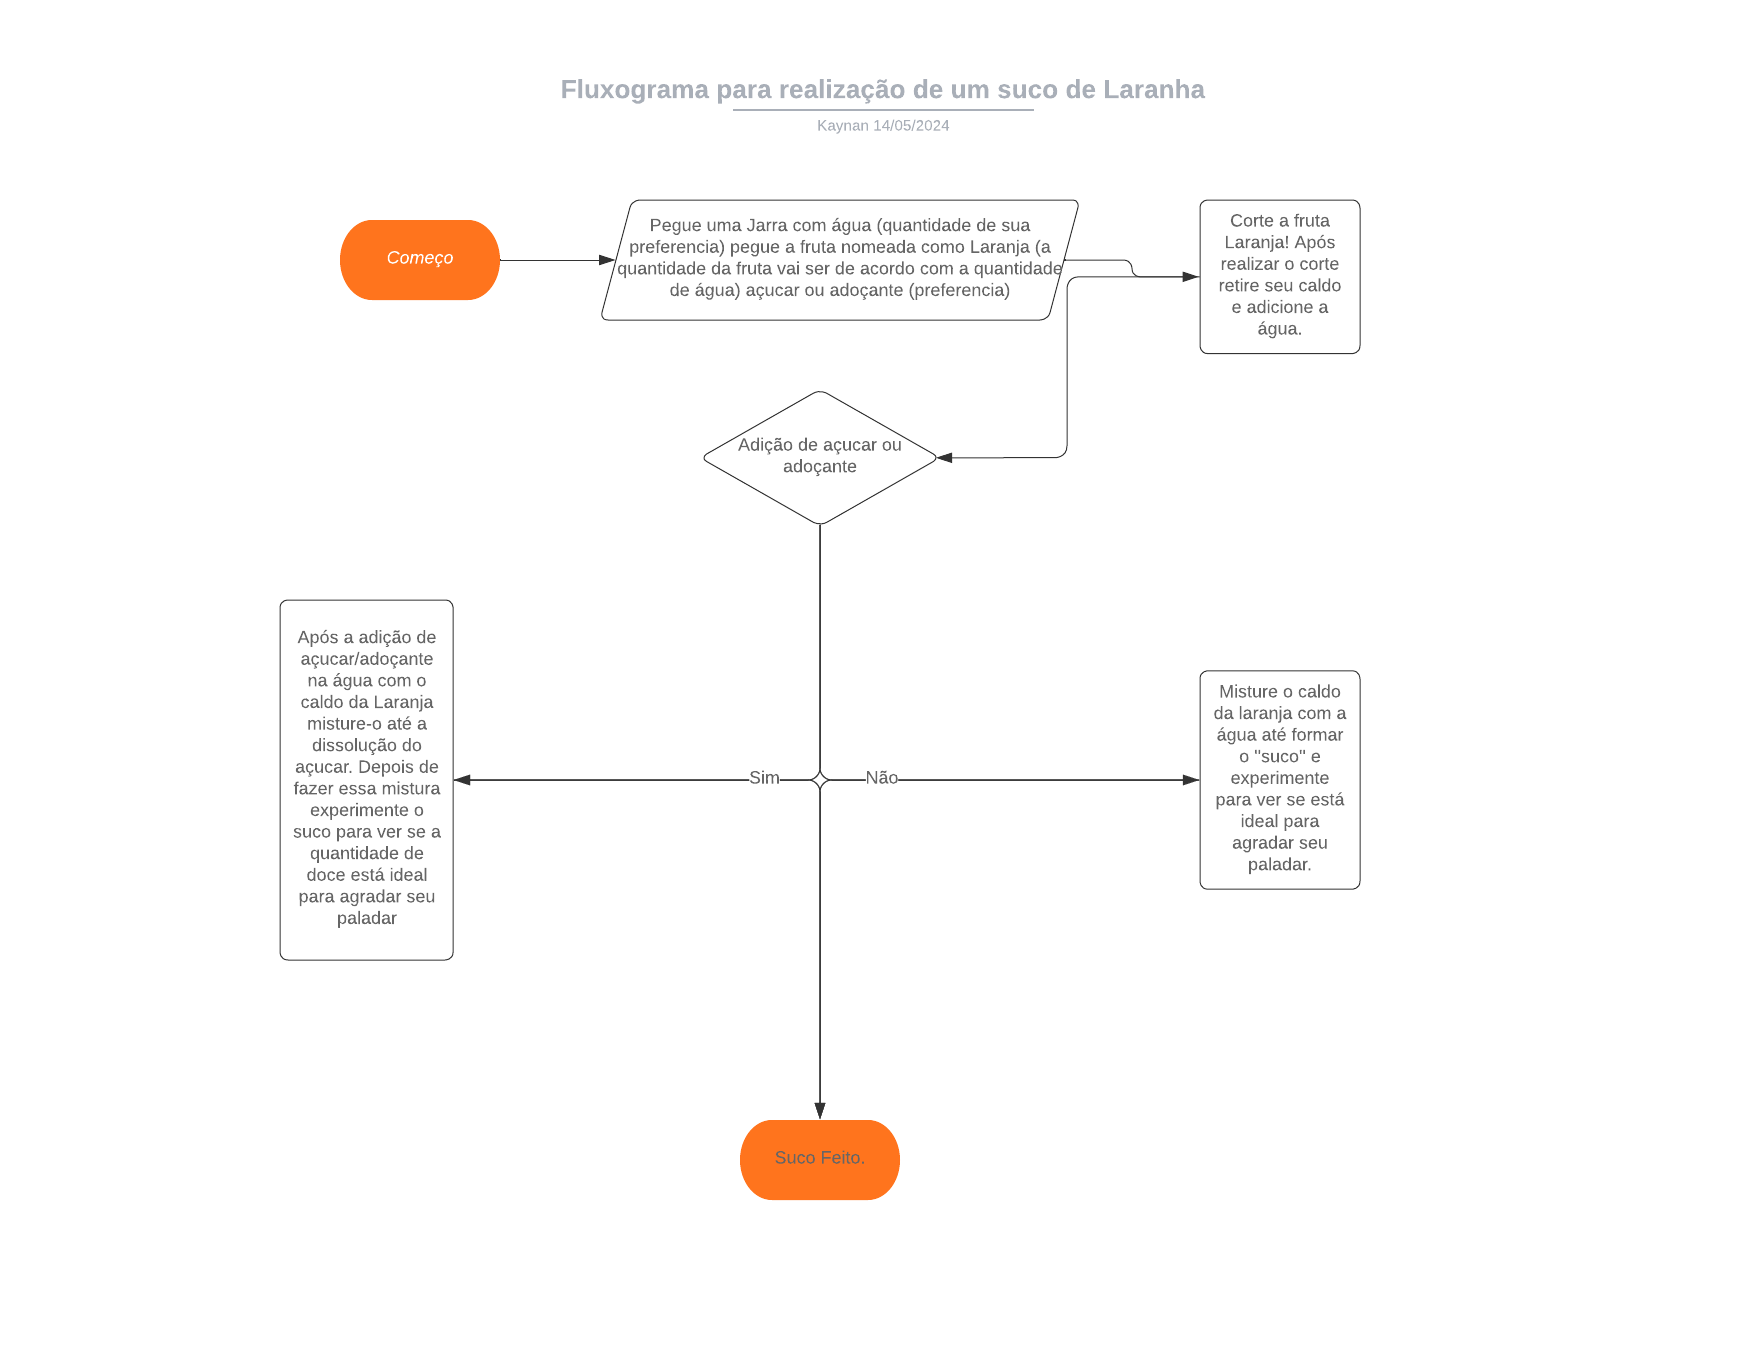 Fluxograma para realização de um suco de Laranha
Kaynan 14/05/2024
Começo
Pegue uma Jarra com água (quantidade de sua
preferencia) pegue a fruta nomeada como Laranja (a
quantidade da fruta vai ser de acordo com a quantidade
de água) açucar ou adoçante (preferencia)
Corte a fruta
Laranja! Após
realizar o corte
retire seu caldo
e adicione a
água.
Adição de açucar ou
adoçante
Após a adição de
açucar/adoçante
na água com o
caldo da Laranja
misture-o até a
dissolução do
açucar. Depois de
fazer essa mistura
experimente o
suco para ver se a
quantidade de
doce está ideal
para agradar seu
paladar
Sim
Não
Misture o caldo
da laranja com a
água até formar
o "suco" e
experimente
para ver se está
ideal para
agradar seu
paladar.
Suco Feito.